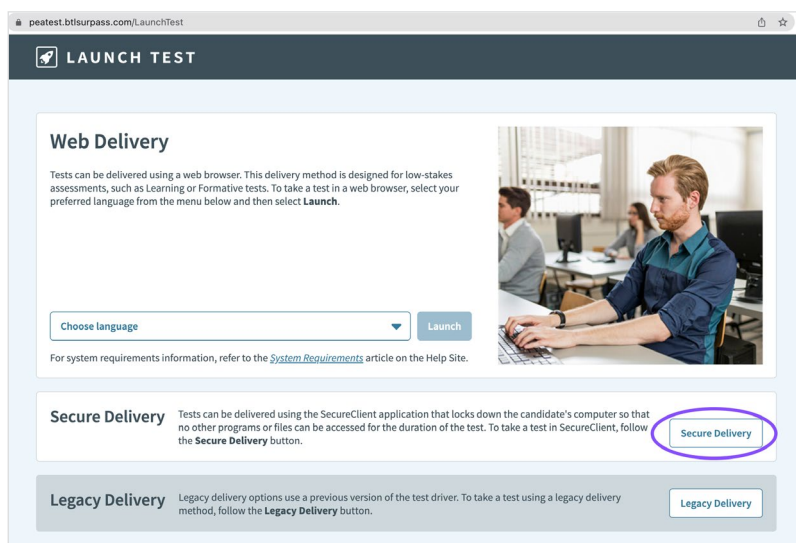 peatest.btlsurpass.com/LaunchTest
LAUNCH TEST
Web Delivery
Tests can be delivered using a web browser. This delivery method is designed for low-stakes
assessments, such as Learning or Formative tests. To take a test in a web browser, select your
preferred language from the menu below and then select Launch.
Choose language
Launch
For system requirements information, refer to the System Requirements article on the Help Site.
Secure Delivery
Tests can be delivered using the SecureClient application that locks down the candidate's computer so that
no other programs or files can be accessed for the duration of the test. To take a test in SecureClient, follow
the Secure Delivery button.
Secure Delivery
Legacy Delivery
Legacy delivery options use a previous version of the test driver. To take a test using a legacy delivery
method, follow the Legacy Delivery button.
Legacy Delivery